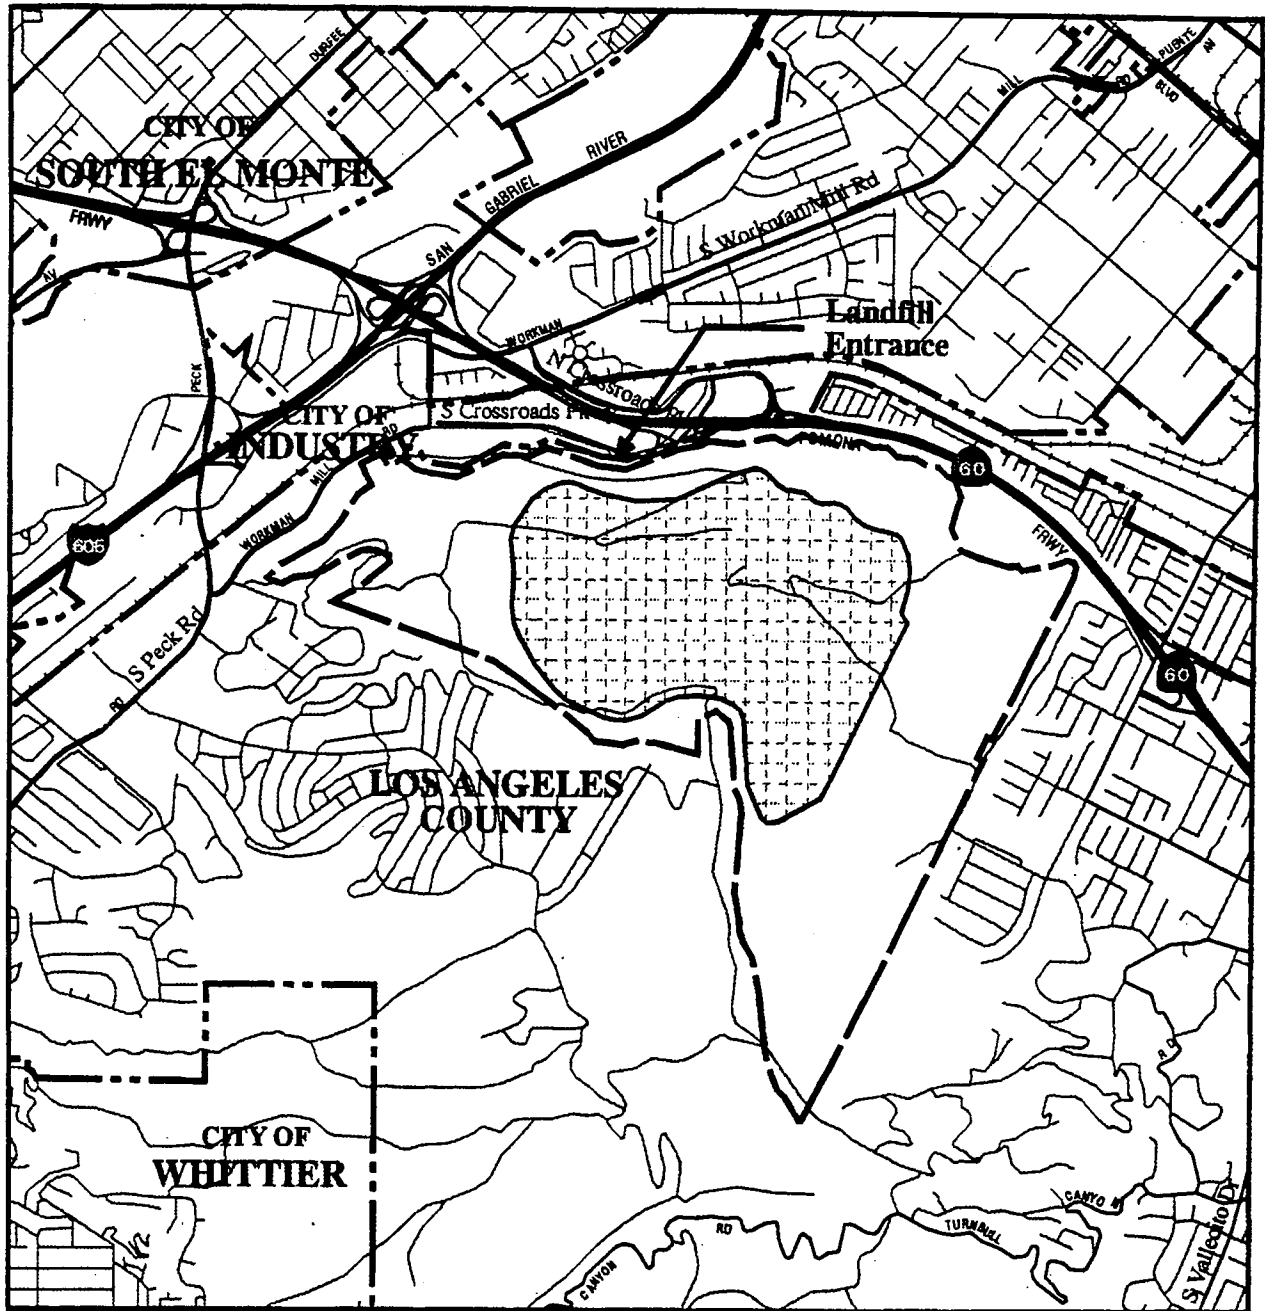 DURFEE
PUENTE
AV
BLVD
RD
MILL
CITY OF
SOUTH EL MONTE
FRWY
AV
RIVER
GABRIEL
SAN
S Workman Mill Rd
WORKMAN
Landfill
Entrance
N Crossroads
PECK
CITY OF
INDUSTRY
S Crossroads
RD
MILL
WORKMAN
POMONA
60
605
FRWY
S Peck Rd
RD
60
LOS ANGELES
COUNTY
RD
CITY OF
WHITTIER
CANYON
RD
TURNBULL
CANYO N
S Vallecito Dr